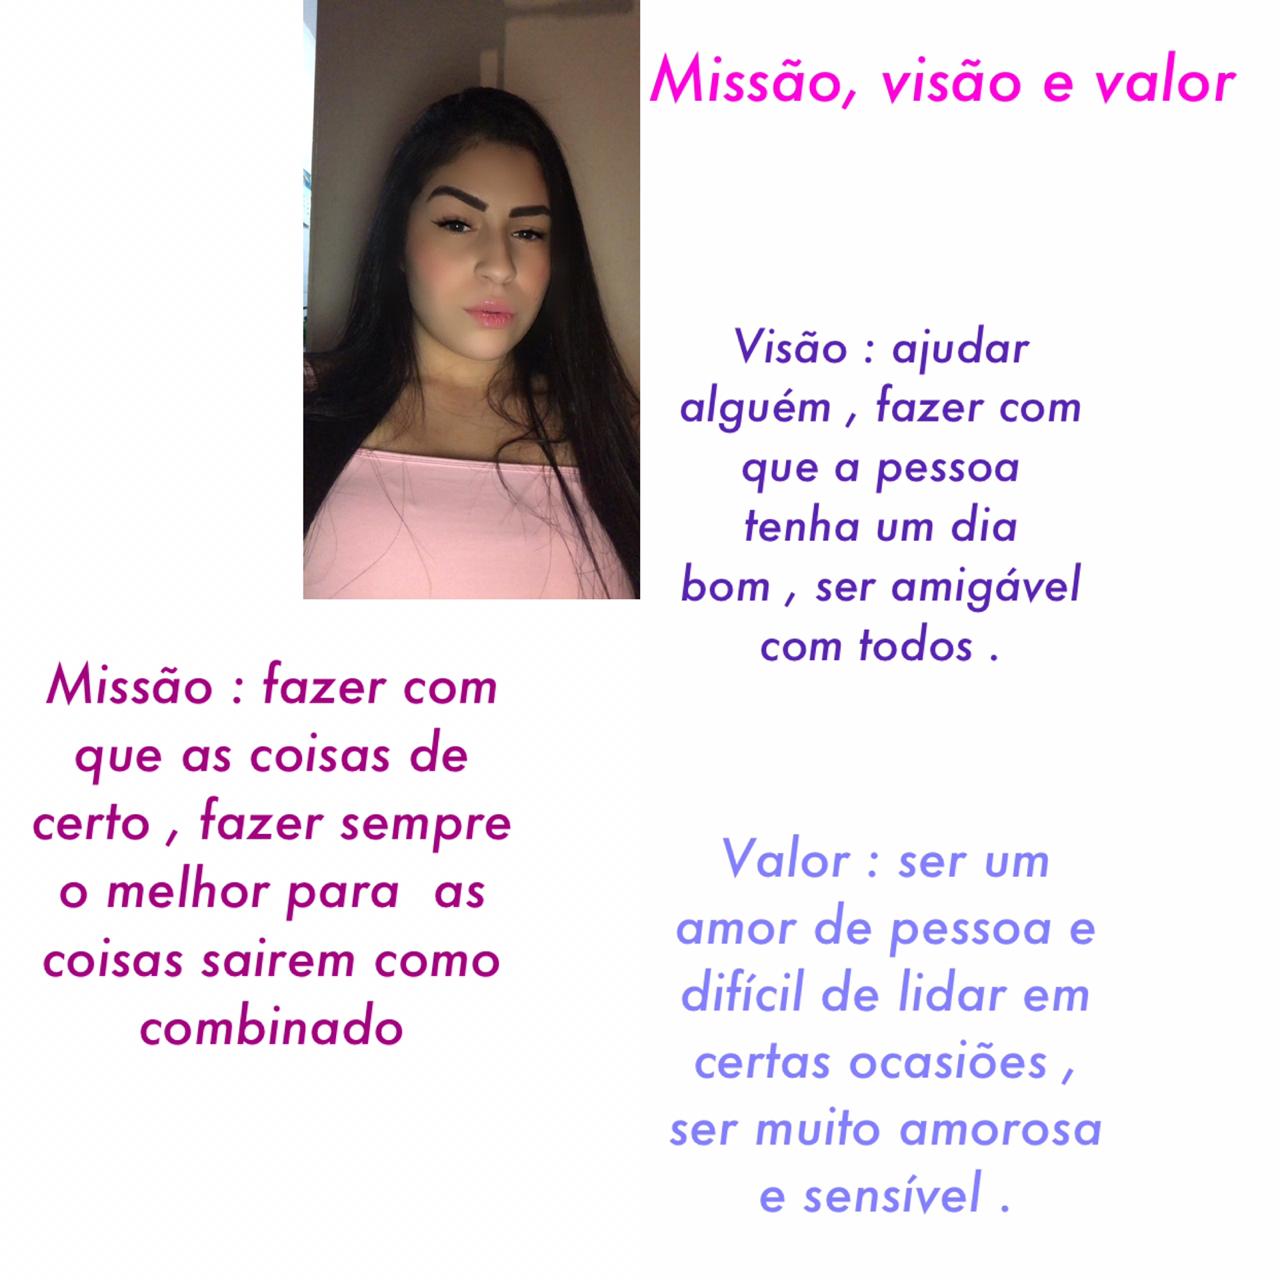 Missão, visão e valor
Visão : ajudar
alguém , fazer com
que a pessoa
tenha um dia
bom , ser amigável
com todos .
Missão : fazer com
que as coisas de
certo , fazer sempre
o melhor para  as
coisas sairem como
combinado
Valor : ser um
amor de pessoa e
difícil de lidar em
certas ocasiões ,
ser muito amorosa
e sensível .